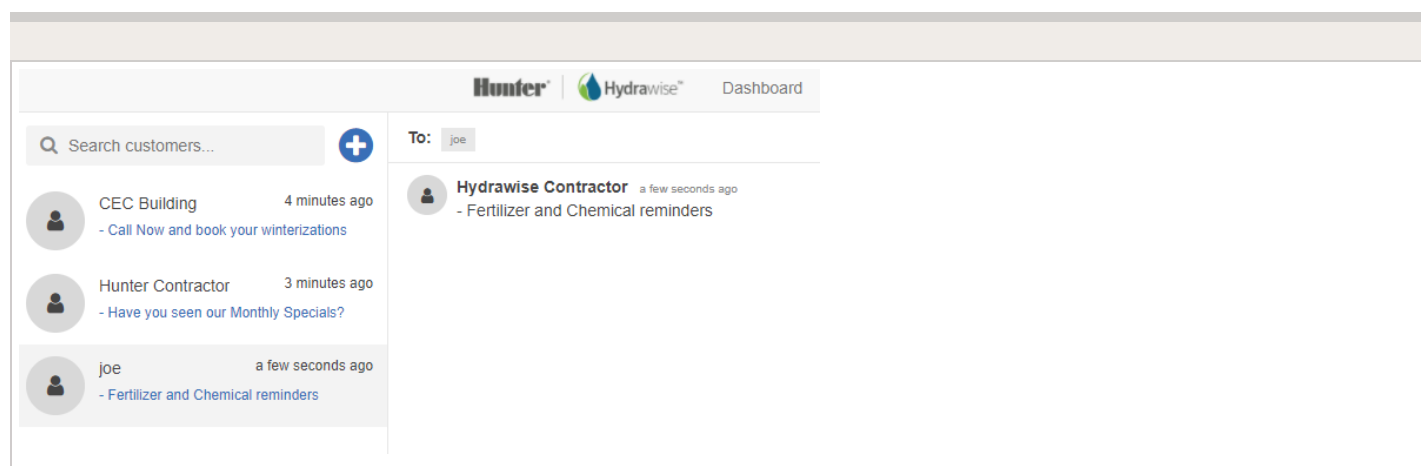 Hunter® Hydrawise™ Dashboard
Search customers...
CEC Building 4 minutes ago
- Call Now and book your winterizations
Hunter Contractor 3 minutes ago
- Have you seen our Monthly Specials?
joe a few seconds ago
- Fertilizer and Chemical reminders
To: joe
Hydrawise Contractor a few seconds ago
- Fertilizer and Chemical reminders